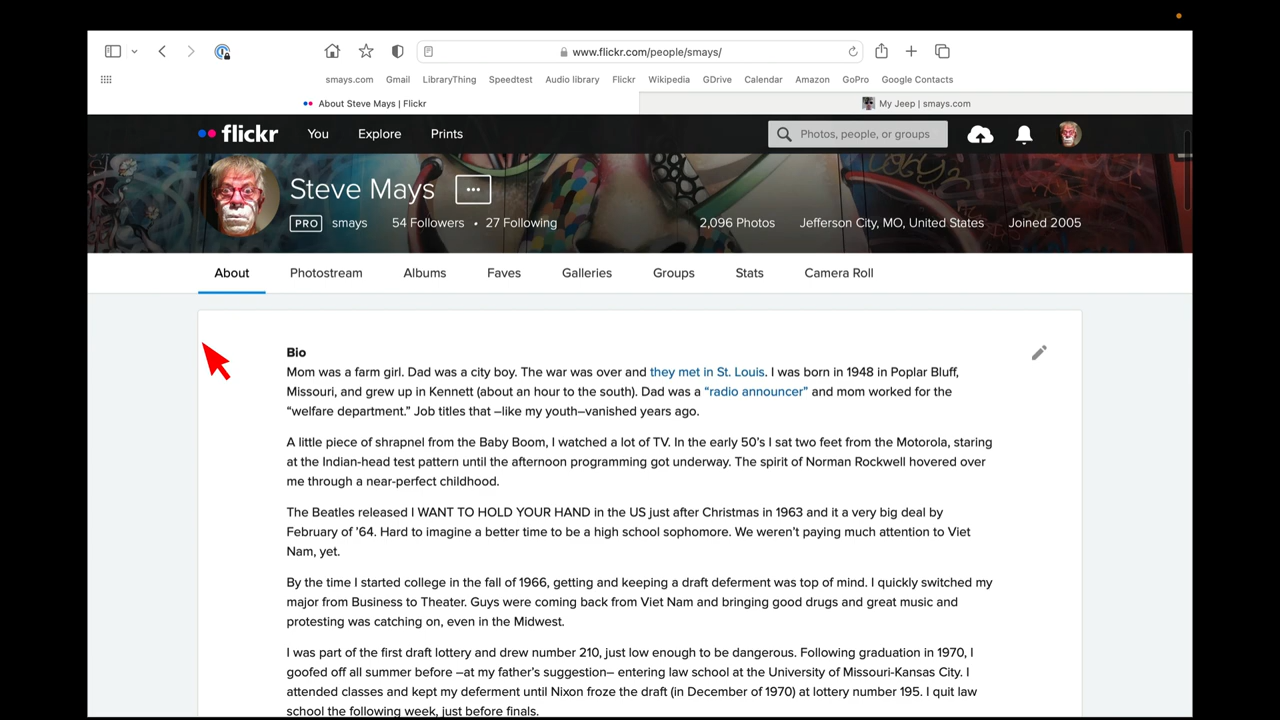 www.flickr.com/people/smays/
smays.com Gmail LibraryThing Speedtest Audio library Flickr Wikipedia GDrive Calendar Amazon GoPro Google Contacts
About Steve Mays | Flickr
My Jeep | smays.com
flickr You Explore Prints Photos, people, or groups
Steve Mays ...
PRO smays 54 Followers • 27 Following 2,096 Photos Jefferson City, MO, United States Joined 2005
About Photostream Albums Faves Galleries Groups Stats Camera Roll
Bio
Mom was a farm girl. Dad was a city boy. The war was over and they met in St. Louis. I was born in 1948 in Poplar Bluff,
Missouri, and grew up in Kennett (about an hour to the south). Dad was a “radio announcer” and mom worked for the
“welfare department.” Job titles that –like my youth–vanished years ago.
A little piece of shrapnel from the Baby Boom, I watched a lot of TV. In the early 50’s I sat two feet from the Motorola, staring
at the Indian-head test pattern until the afternoon programming got underway. The spirit of Norman Rockwell hovered over
me through a near-perfect childhood.
The Beatles released I WANT TO HOLD YOUR HAND in the US just after Christmas in 1963 and it a very big deal by
February of ’64. Hard to imagine a better time to be a high school sophomore. We weren’t paying much attention to Viet
Nam, yet.
By the time I started college in the fall of 1966, getting and keeping a draft deferment was top of mind. I quickly switched my
major from Business to Theater. Guys were coming back from Viet Nam and bringing good drugs and great music and
protesting was catching on, even in the Midwest.
I was part of the first draft lottery and drew number 210, just low enough to be dangerous. Following graduation in 1970, I
goofed off all summer before –at my father’s suggestion– entering law school at the University of Missouri-Kansas City. I
attended classes and kept my deferment until Nixon froze the draft (in December of 1970) at lottery number 195. I quit law
school the following week, just before finals.